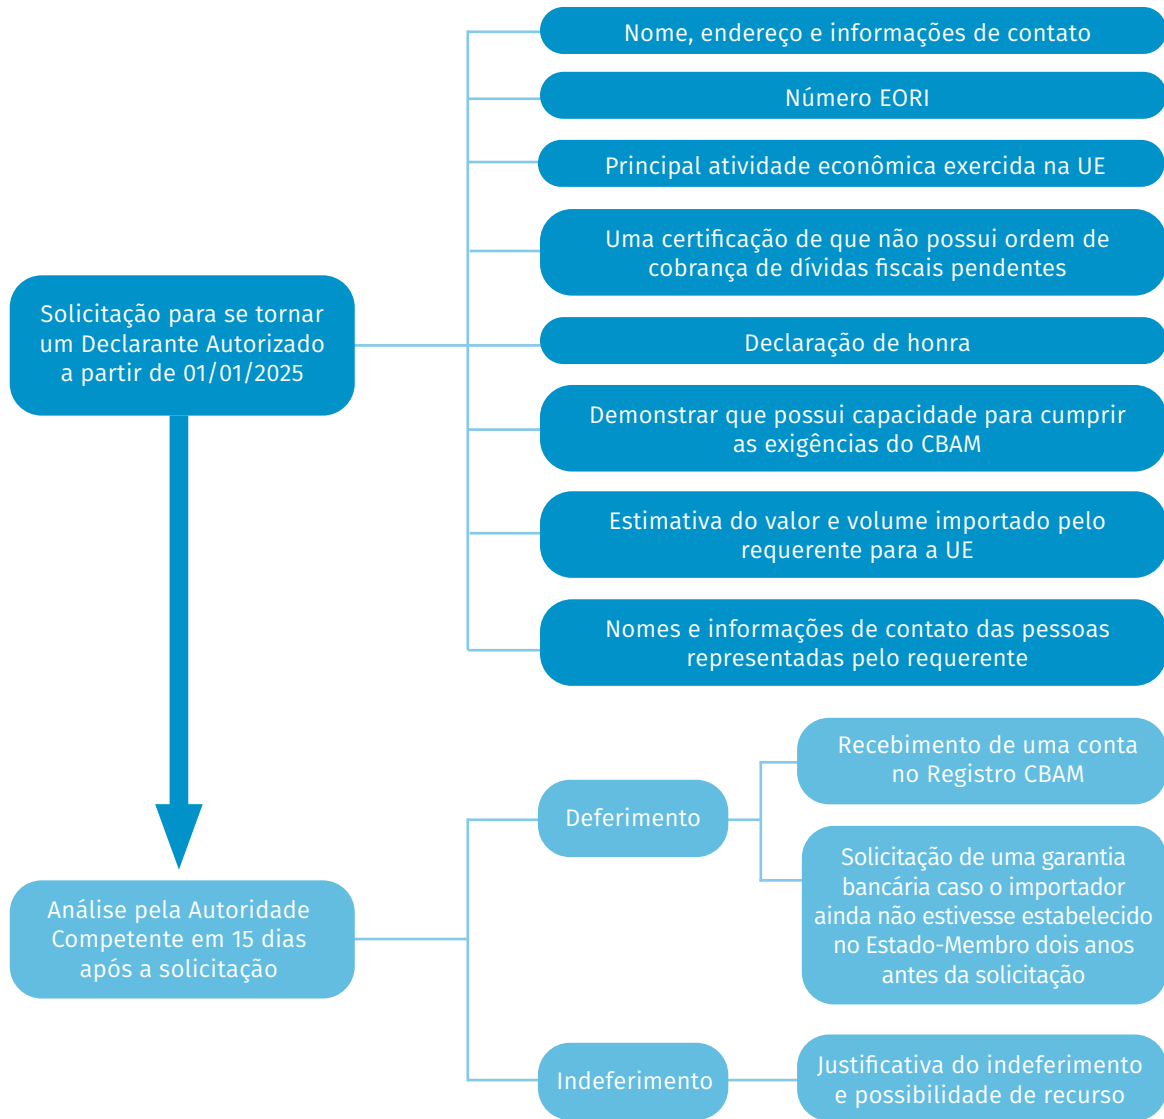 Nome, endereço e informações de contato
Número EORI
Principal atividade econômica exercida na UE
Uma certificação de que não possui ordem de
cobrança de dívidas fiscais pendentes
Solicitação para se tornar
um Declarante Autorizado
a partir de 01/01/2025
Declaração de honra
Demonstrar que possui capacidade para cumprir
as exigências do CBAM
Estimativa do valor e volume importado pelo
requerente para a UE
Nomes e informações de contato das pessoas
representadas pelo requerente
Análise pela Autoridade
Competente em 15 dias
após a solicitação
Deferimento
Recebimento de uma conta
no Registro CBAM
Solicitação de uma garantia
bancária caso o importador
ainda não estivesse estabelecido
no Estado-Membro dois anos
antes da solicitação
Indeferimento
Justificativa do indeferimento
e possibilidade de recurso